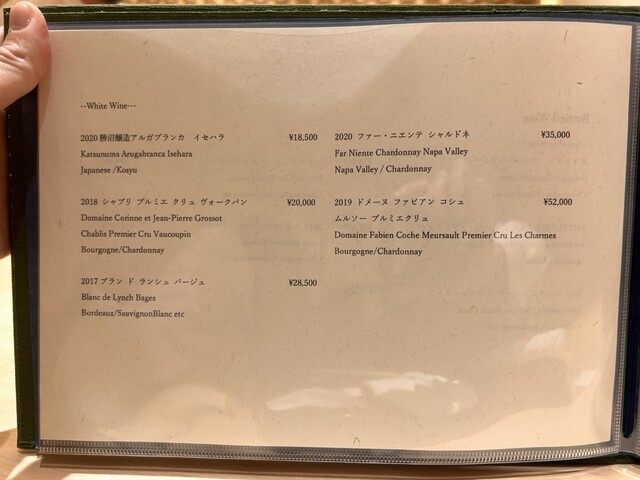 --White Wine---
2020 勝沼醸造アルガブランカ　イセハラ ¥18,500
Katsunums Arugabranca Isehara
Japanese /Kosyu
2018 シャブリ プルミエ クリュ ヴォークパン ¥20,000
Domaine Corinne et Jean-Pierre Grossot
Chablis Premier Cru Vaucoupin
Bourgogne/Chardonnay
2017 ブラン ド ランシュ バージュ ¥28,500
Blanc de Lynch Bages
Bordeaux/SauvignonBlanc etc
2020 ファー・ニエンテ シャルドネ ¥35,000
Far Niente Chardonnay Napa Valley
Napa Valley / Chardonnay
2019 ドメーヌ ファビアン コシュ ¥52,000
ムルソー プルミエクリュ
Domaine Fabien Coche Meursault Premier Cru Les Charmes
Bourgogne/Chardonnay